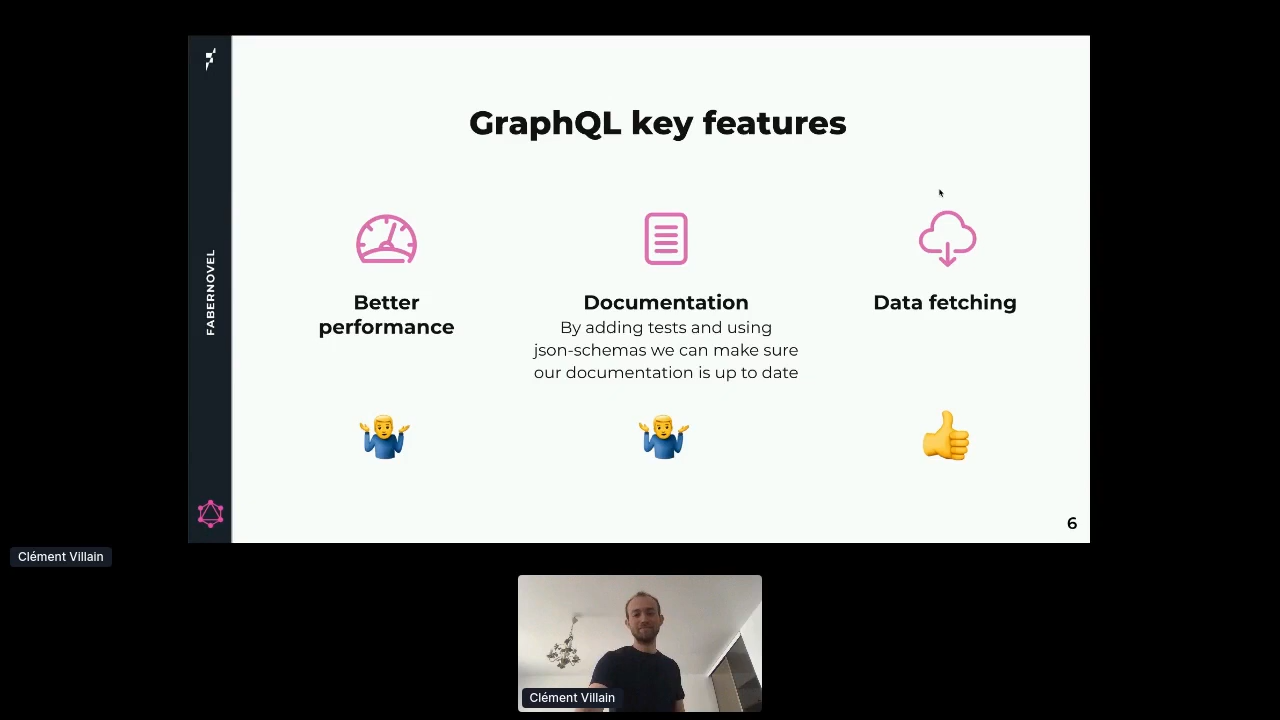 GraphQL key features
FABERNOVEL
Better
performance
Documentation
By adding tests and using
json-schemas we can make sure
our documentation is up to date
Data fetching
6
Clément Villain
Clément Villain